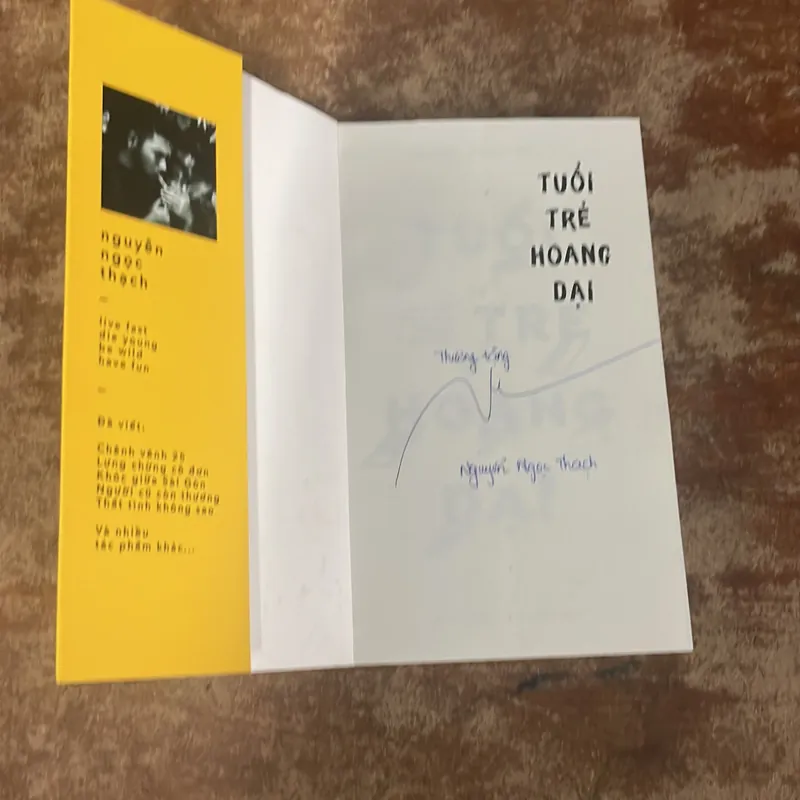 nguyễn
ngọc
thạch
live fast
die young
be wild
have fun
Đã viết:
Chênh vênh 25
Lưng chừng cô đơn
Khóc giữa Sài Gòn
Người cũ còn thương
Thất tình không sao
Và nhiều
tác phẩm khác...
TUỔI
TRẺ
HOANG
DẠI
Thương tặng
Nguyễn Ngọc Thạch